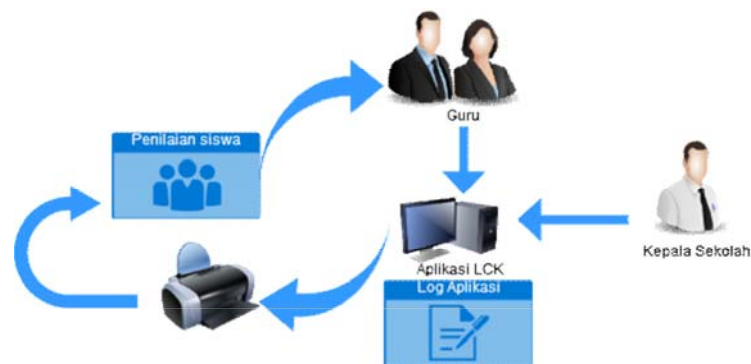 Guru
Penilaian siswa
Kepala Sekolah
Aplikasi LCK
Log Aplikasi